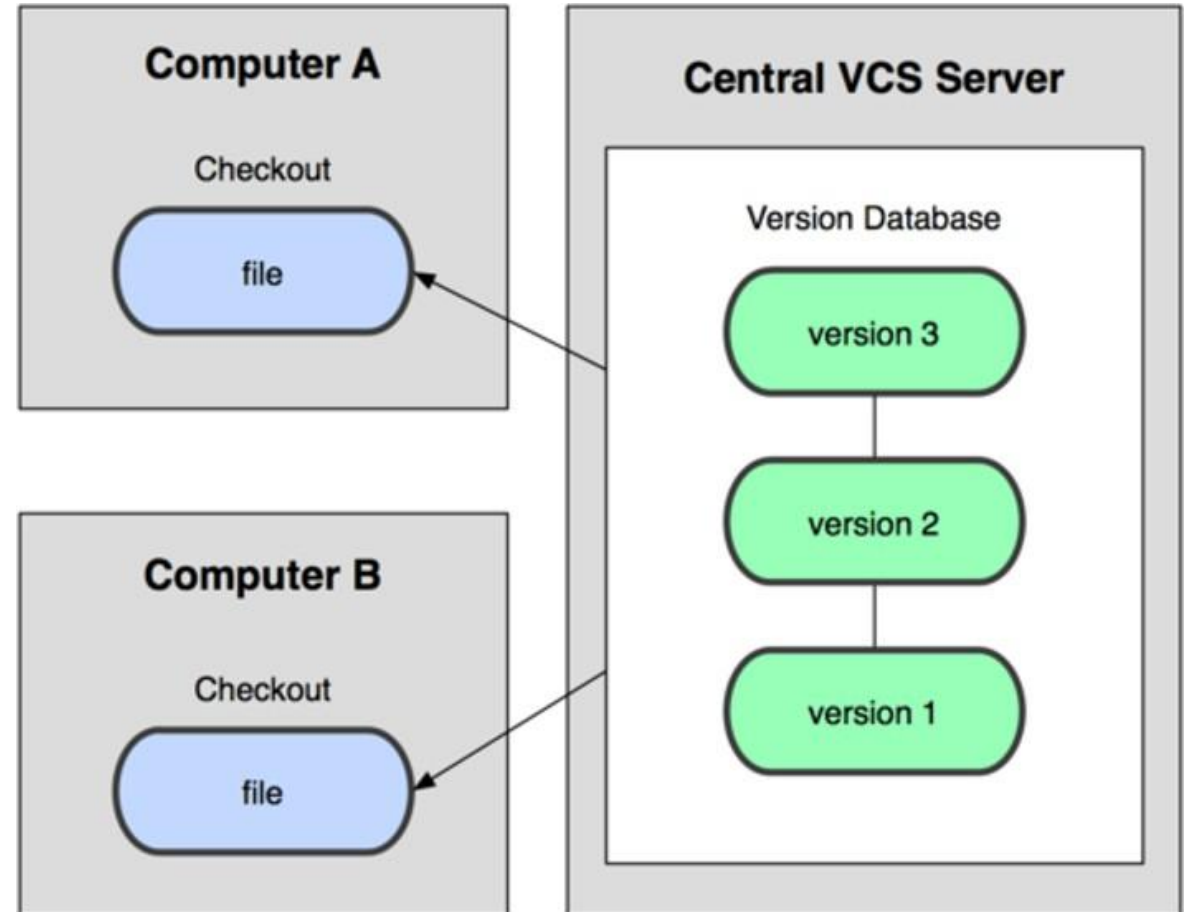 Computer A
Checkout
file
Computer B
Checkout
file
Central VCS Server
Version Database
version 3
version 2
version 1